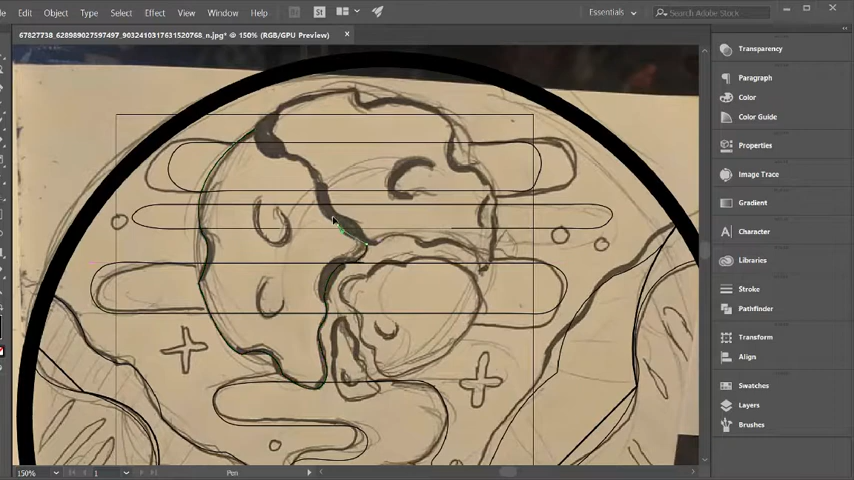 Edit Object Type Select Effect View Window Help
Br St Essentials Search Adobe Stock
67827738_628989027597497_9032410317631520768_n.jpg* @ 150% (RGB/GPU Preview)
Transparency
Paragraph
Color
Color Guide
Properties
Image Trace
Gradient
Character
Libraries
Stroke
Pathfinder
Transform
Align
Swatches
Layers
Brushes
150% 1 Pen